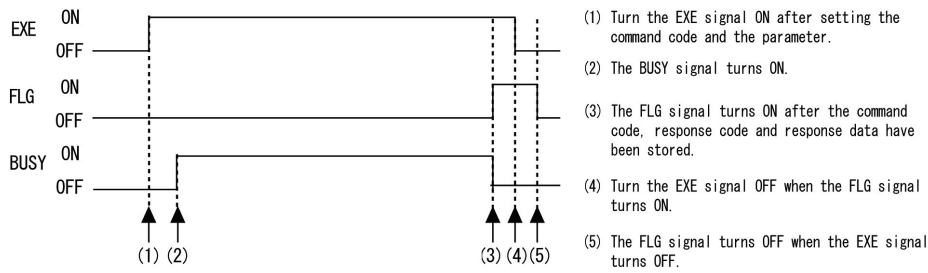 EXE
ON
OFF
FLG
ON
OFF
BUSY
ON
OFF
(1) (2) (3) (4) (5)
(1) Turn the EXE signal ON after setting the
command code and the parameter.
(2) The BUSY signal turns ON.
(3) The FLG signal turns ON after the command
code, response code and response data have
been stored.
(4) Turn the EXE signal OFF when the FLG signal
turns ON.
(5) The FLG signal turns OFF when the EXE signal
turns OFF.